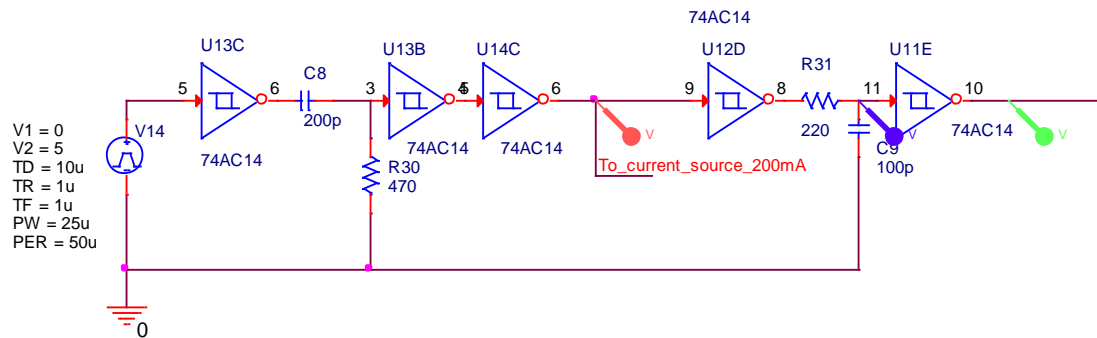 74AC14
U13C
U13B
U14C
U12D
U11E
C8
R31
5
6
3
4
5
6
9
8
11
10
200p
V
V
V
220
V1 = 0
V2 = 5
TD = 10u
TR = 1u
TF = 1u
PW = 25u
PER = 50u
V14
74AC14
R30
470
74AC14
74AC14
To_current_source_200mA
C9
100p
74AC14
0